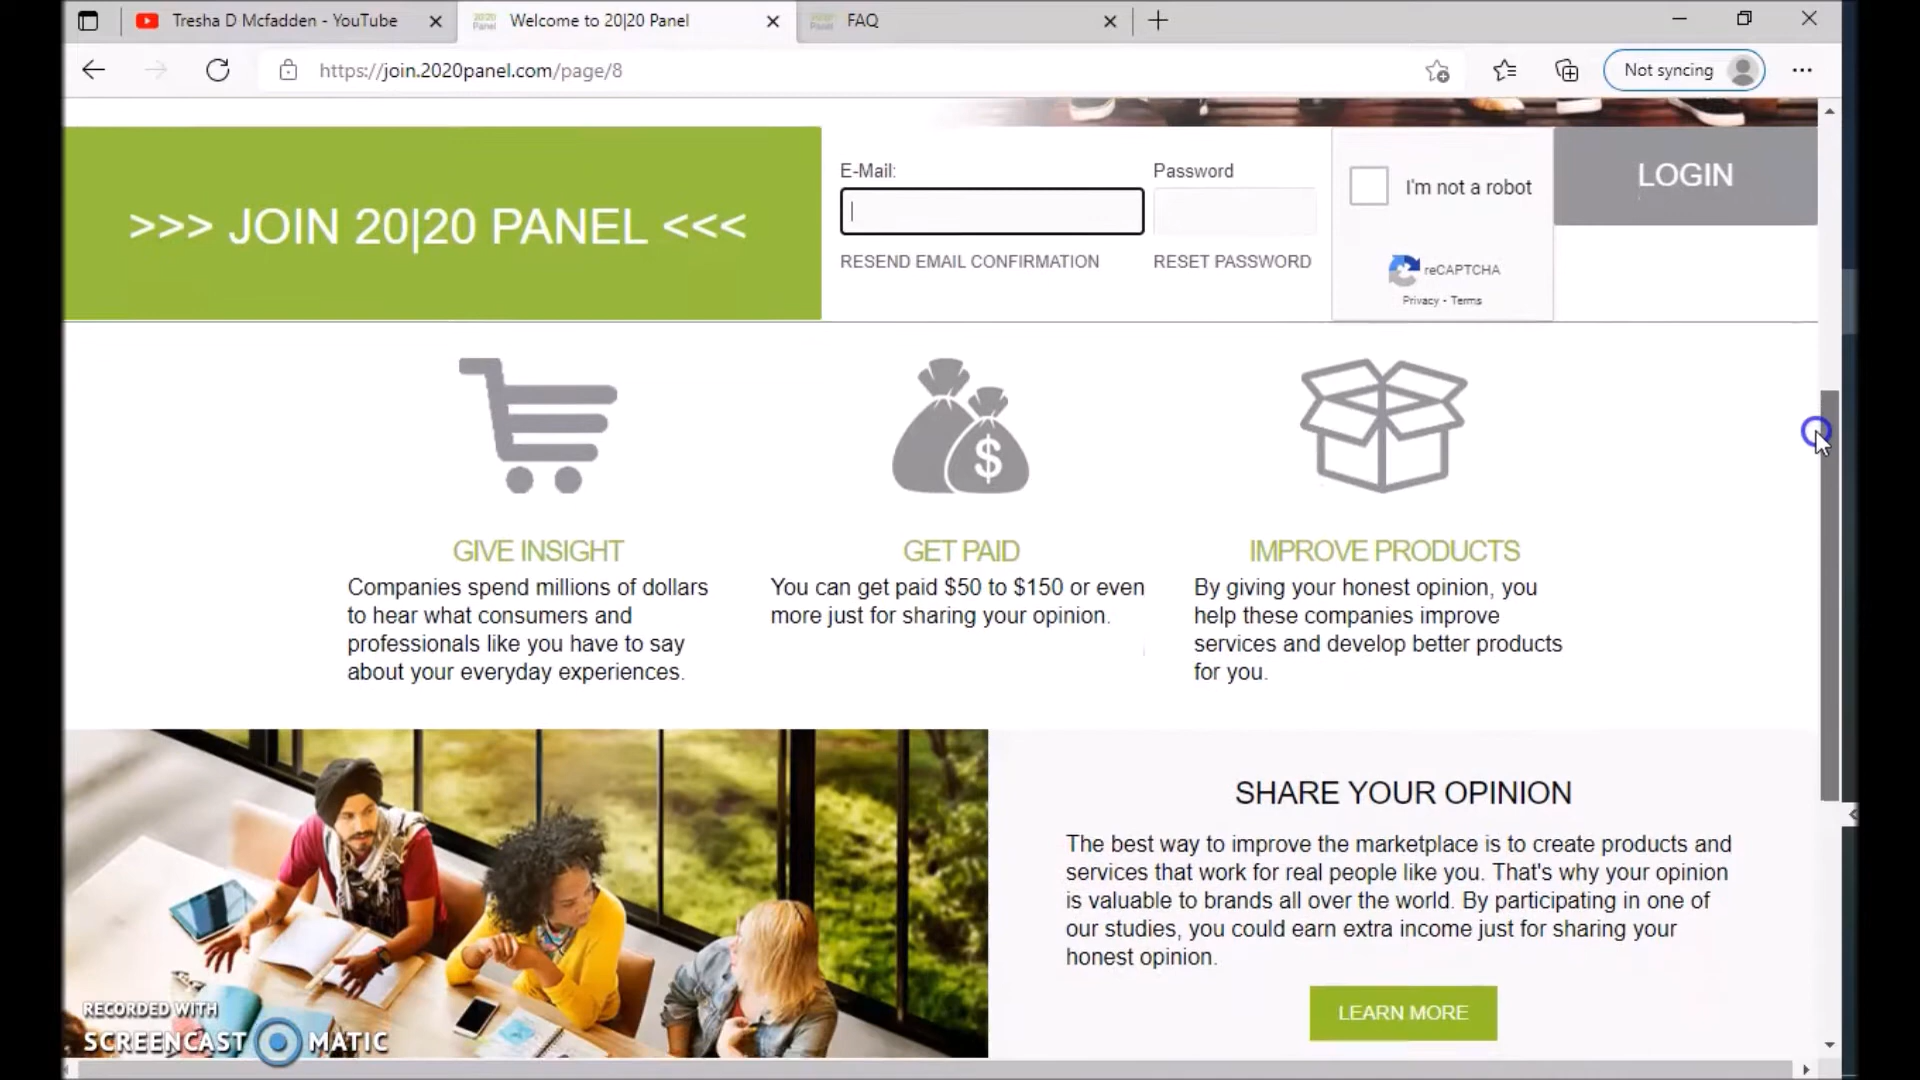 Tresha D Mcfadden - YouTube
Welcome to 20|20 Panel
FAQ
https://join.2020panel.com/page/8
Not syncing
>>> JOIN 20|20 PANEL <<<
E-Mail:
Password
I'm not a robot
LOGIN
RESEND EMAIL CONFIRMATION
RESET PASSWORD
reCAPTCHA
Privacy - Terms
$
GIVE INSIGHT
Companies spend millions of dollars
to hear what consumers and
professionals like you have to say
about your everyday experiences.
GET PAID
You can get paid $50 to $150 or even
more just for sharing your opinion.
IMPROVE PRODUCTS
By giving your honest opinion, you
help these companies improve
services and develop better products
for you.
SHARE YOUR OPINION
The best way to improve the marketplace is to create products and
services that work for real people like you. That's why your opinion
is valuable to brands all over the world. By participating in one of
our studies, you could earn extra income just for sharing your
honest opinion.
LEARN MORE
RECORDED WITH
SCREENCAST MATIC